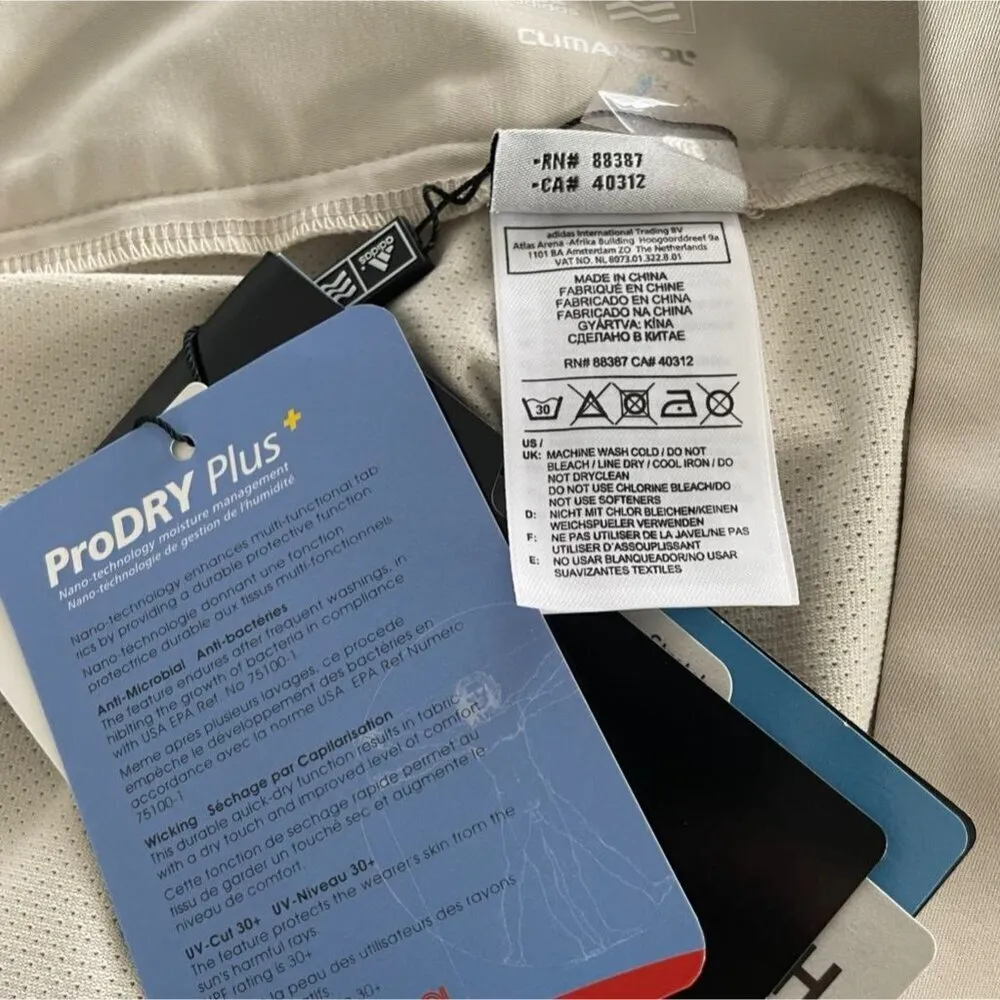 adidas
CLIMACOOL
-RN# 88387
-CA# 40312
adidas International Trading BV
Atlas Arena -Afrika Building Hoogoorddreef 9a
1101 BA Amsterdam ZO The Netherlands
VAT NO. NL 8073.01.322.B.01
MADE IN CHINA
FABRIQUÉ EN CHINE
FABRICADO EN CHINA
FABRICADO NA CHINA
GYÁRTVA: KÍNA
СДЕЛАНО В КИТАЕ
RN# 88387 CA# 40312
30
US /
UK: MACHINE WASH COLD / DO NOT
BLEACH / LINE DRY / COOL IRON / DO
NOT DRYCLEAN
DO NOT USE CHLORINE BLEACH/DO
NOT USE SOFTENERS
D: NICHT MIT CHLOR BLEICHEN/KEINEN
WEICHSPUELER VERWENDEN
F: NE PAS UTILISER DE LA JAVEL/NE PAS
UTILISER D'ASSOUPLISSANT
E: NO USAR BLANQUEADOR/NO USAR
SUAVIZANTES TEXTILES
adidas
ProDRY Plus+
Nano-technology moisture management
Nano-technologie de gestion de l'humidité
Nano-technology enhances multi-functional fab
rics by providing a durable protective function
Nano-technologie donnant une fonction
protectrice durable aux tissus multi-fonctionnels
Anti-Microbial Anti-bactéries
The feature endures after frequent washings, in
hibiting the growth of bacteria in compliance
with USA EPA Ref. No 75100-1
Meme après plusieurs lavages, ce procede
empêche le développement des bactéries en
accordance avec la norme USA EPA Ref Numéro
75100-1
Wicking Séchage par Capilarisation
This durable quick-dry function results in fabric
with a dry touch and improved level of comfort
Cette fonction de séchage rapide permet au
tissu de garder un touché sec et augmente le
niveau de comfort.
UV-Cut 30+ UV-Niveau 30+
The feature protects the wearer's skin from the
sun's harmful rays
UPF rating is 30+
la peau des utilisateurs des rayons
30+
H